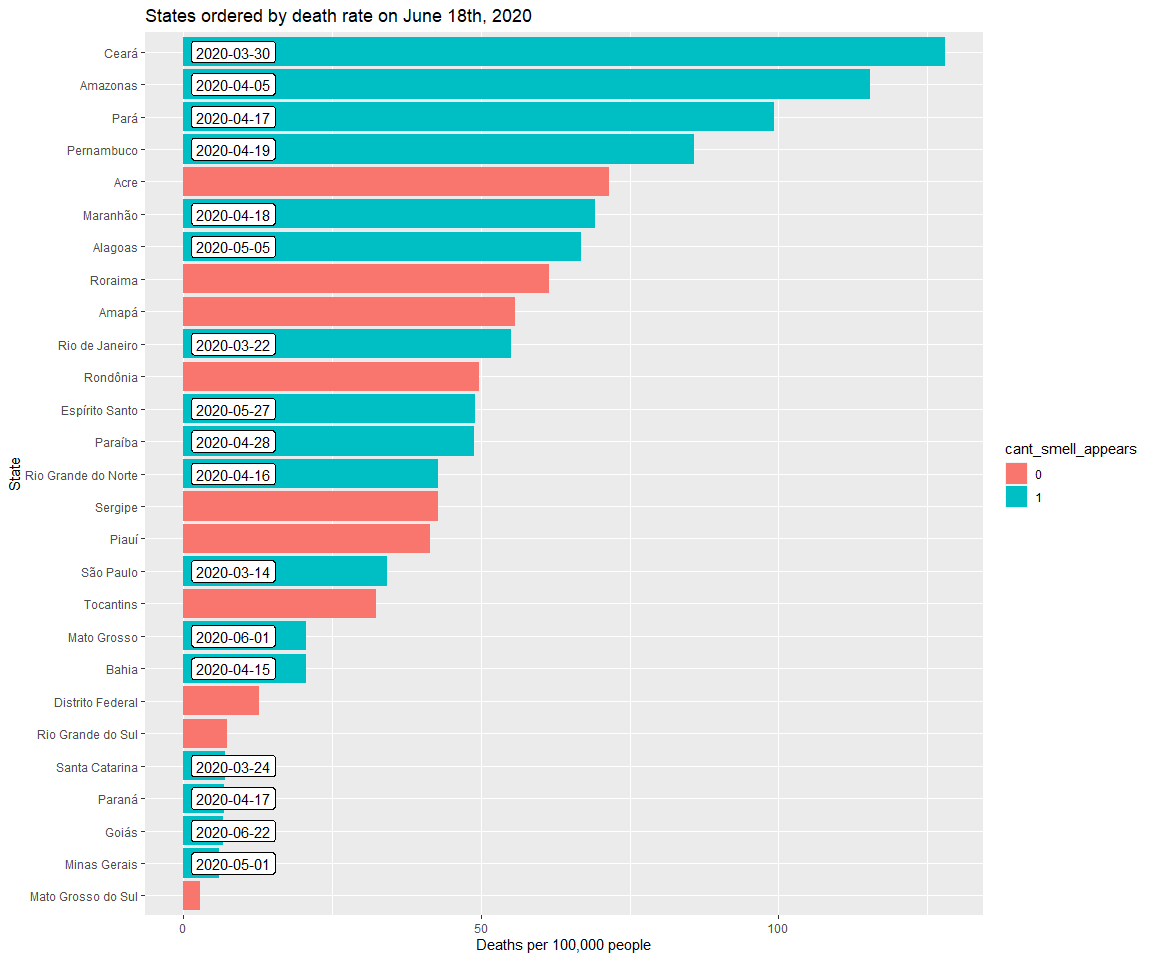 States ordered by death rate on June 18th, 2020
Ceará 2020-03-30
Amazonas 2020-04-05
Pará 2020-04-17
Pernambuco 2020-04-19
Acre
Maranhão 2020-04-18
Alagoas 2020-05-05
Roraima
Amapá
Rio de Janeiro 2020-03-22
Rondônia
Espírito Santo 2020-05-27
Paraíba 2020-04-28
Rio Grande do Norte 2020-04-16
Sergipe
Piauí
São Paulo 2020-03-14
Tocantins
Mato Grosso 2020-06-01
Bahia 2020-04-15
Distrito Federal
Rio Grande do Sul
Santa Catarina 2020-03-24
Paraná 2020-04-17
Goiás 2020-06-22
Minas Gerais 2020-05-01
Mato Grosso do Sul
State
0 50 100
Deaths per 100,000 people
cant_smell_appears
0
1